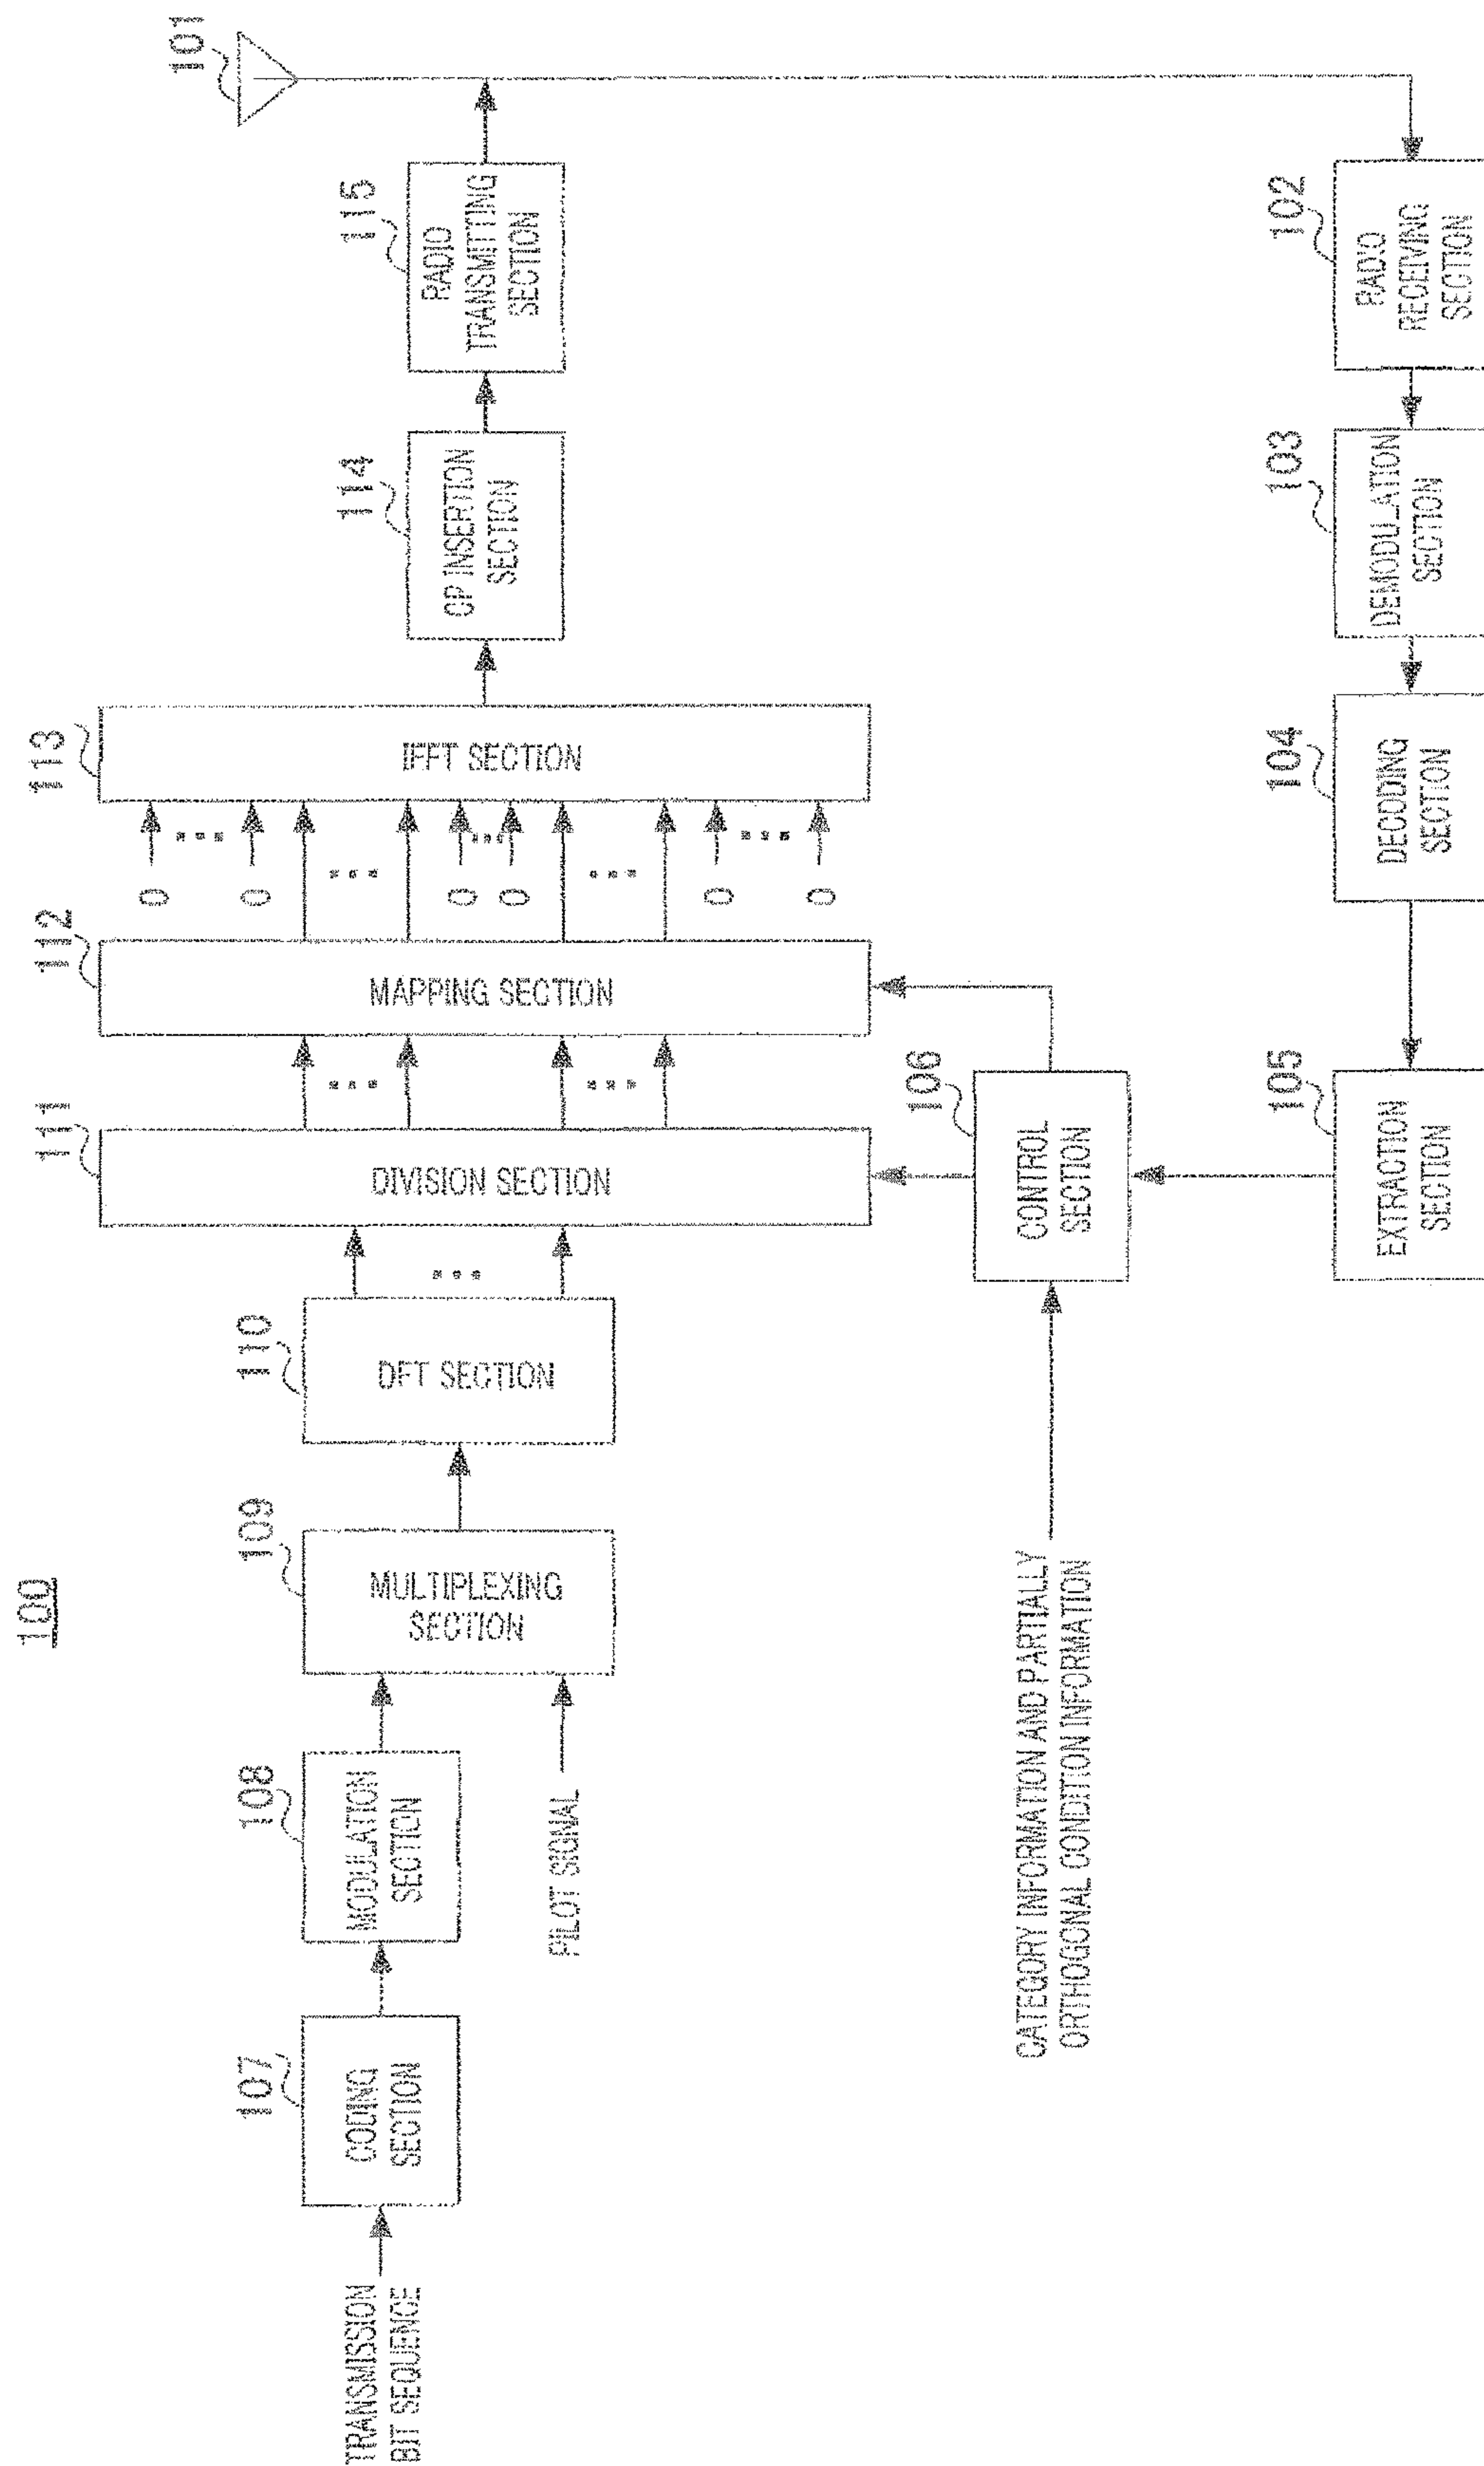 100
101
TRANSMISSION
BIT SEQUENCE
107
CODING
SECTION
108
MODULATION
SECTION
PILOT SIGNAL
109
MULTIPLEXING
SECTION
110
DFT SECTION
111
DIVISION SECTION
112
MAPPING SECTION
0
0
0
0
0
0
113
IFFT SECTION
114
CP INSERTION
SECTION
115
RADIO
TRANSMITTING
SECTION
CATEGORY INFORMATION AND PARTIALLY
ORTHOGONAL CONDITION INFORMATION
106
CONTROL
SECTION
105
EXTRACTION
SECTION
104
DECODING
SECTION
103
DEMODULATION
SECTION
102
RADIO
RECEIVING
SECTION